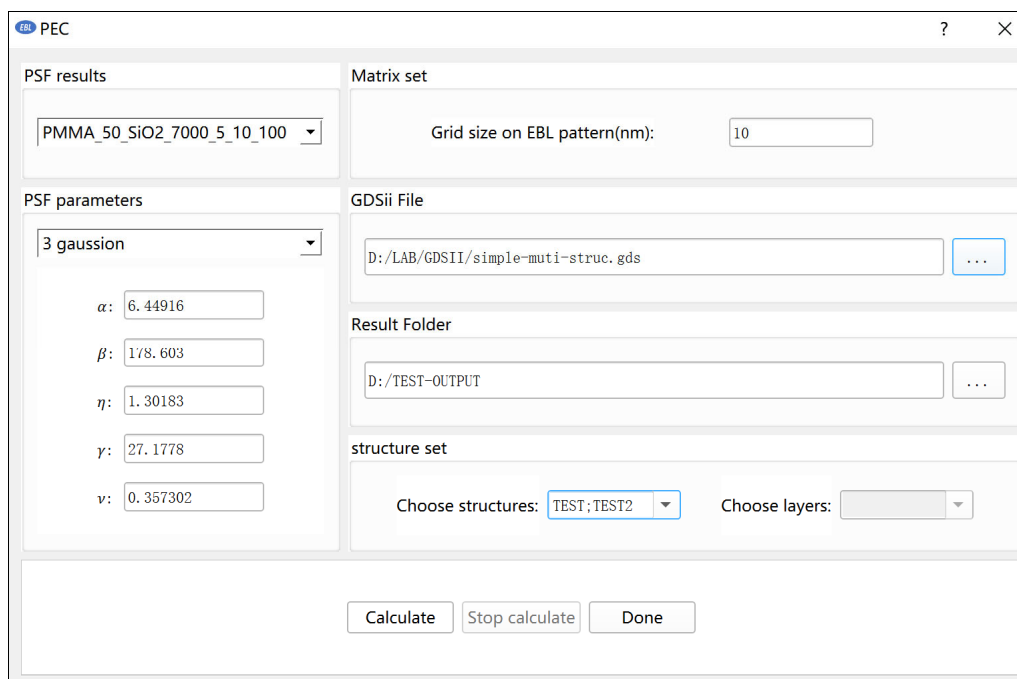 EBL PEC ?
PSF results
PMMA_50_SiO2_7000_5_10_100
Matrix set
Grid size on EBL pattern(nm): 10
PSF parameters
3 gaussion
α: 6.44916
β: 178.603
η: 1.30183
γ: 27.1778
ν: 0.357302
GDSii File
D:/LAB/GDSII/simple-muti-struc.gds ...
Result Folder
D:/TEST-OUTPUT ...
structure set
Choose structures: TEST;TEST2 Choose layers:
Calculate Stop calculate Done